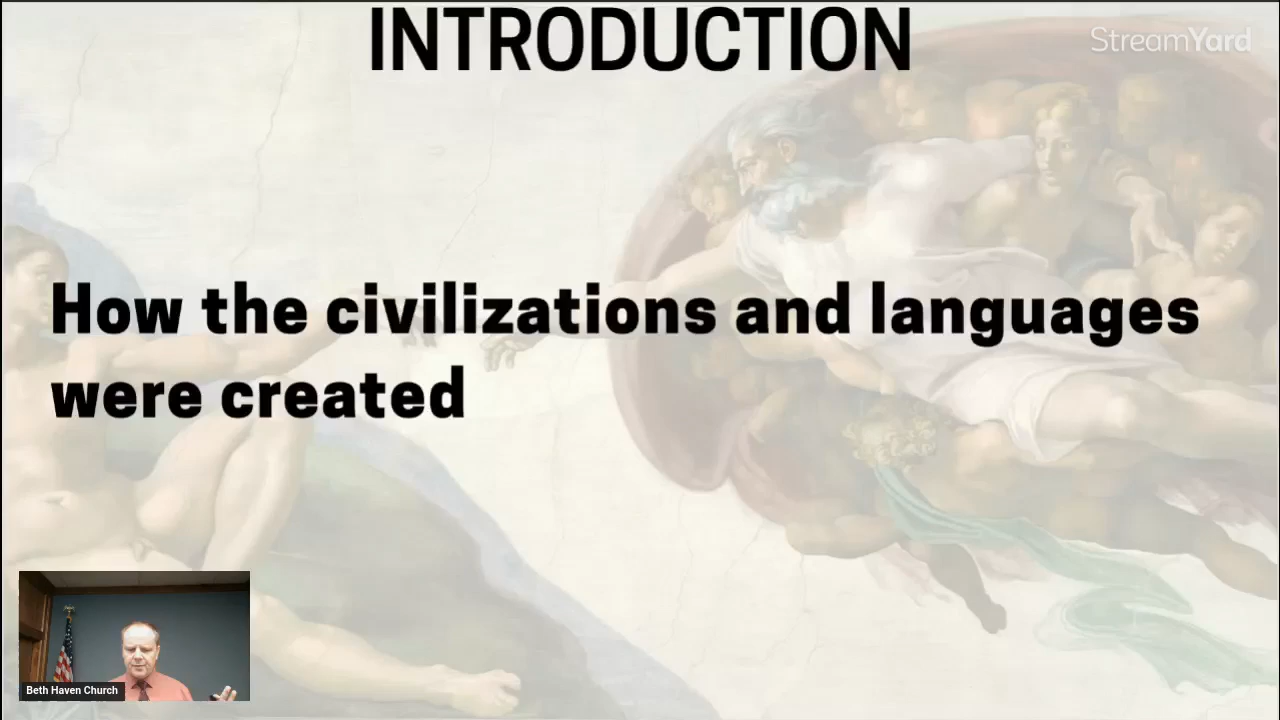 INTRODUCTION
StreamYard
How the civilizations and languages
were created
Beth Haven Church